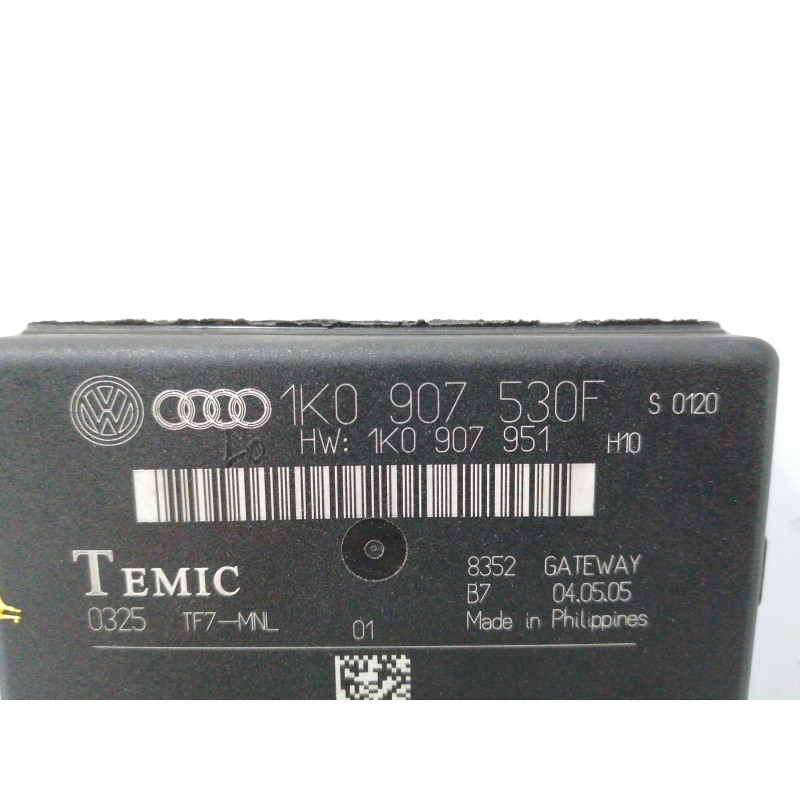 1K0 907 530F S 0120
HW: 1K0 907 951 H10
TEMIC
8352 GATEWAY
B7 04.05.05
0325 TF7-MNL 01 Made in Philippines